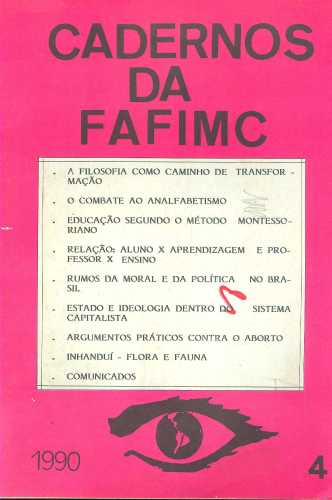 CADERNOS
DA
FAFIMC
. A FILOSOFIA COMO CAMINHO DE TRANSFOR -
MAÇÃO
. O COMBATE AO ANALFABETISMO
. EDUCAÇÃO SEGUNDO O MÉTODO MONTESSO-
RIANO
. RELAÇÃO: ALUNO X APRENDIZAGEM E PRO-
FESSOR X ENSINO
. RUMOS DA MORAL E DA POLÍTICA NO BRA-
SIL
. ESTADO E IDEOLOGIA DENTRO DO SISTEMA
CAPITALISTA
. ARGUMENTOS PRÁTICOS CONTRA O ABORTO
. INHANDUÍ - FLORA E FAUNA
. COMUNICADOS
1990
4